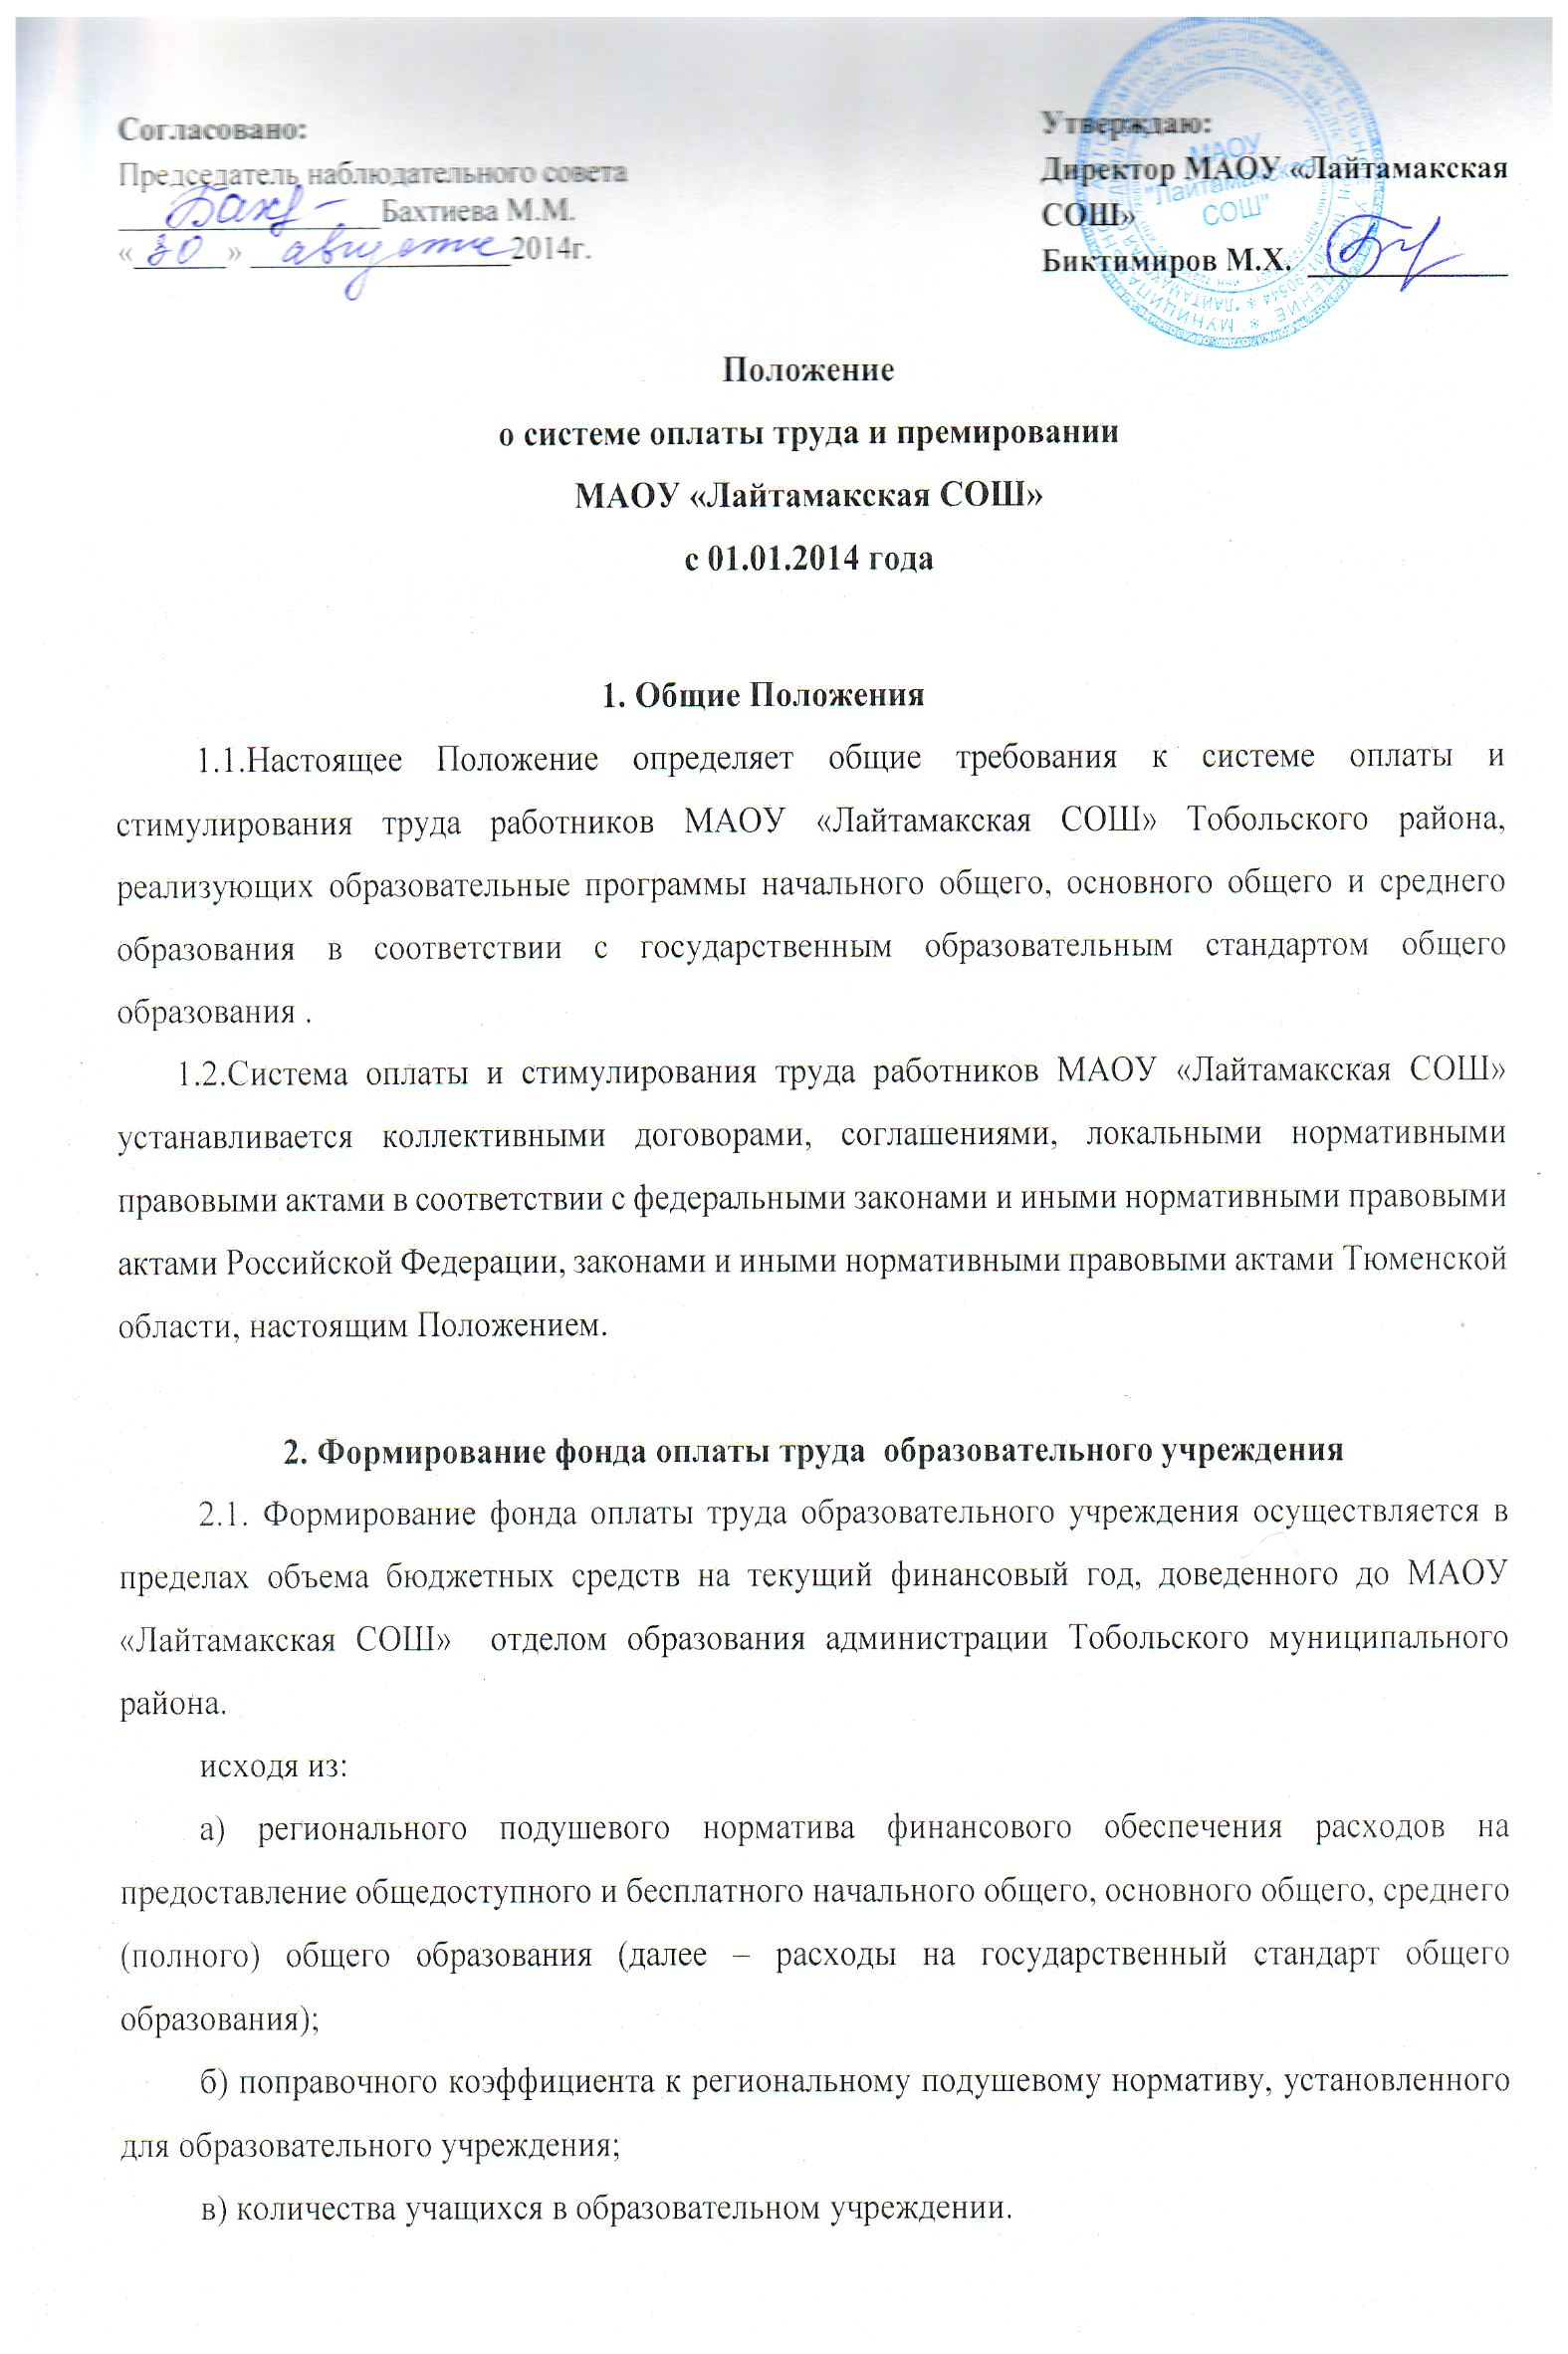 Согласовано:
Председатель наблюдательного совета
Бахтиева М.М.
«30» августа 2014г.
Утверждаю:
Директор МАОУ «Лайтамакская
СОШ»
Биктимиров М.Х.
МАОУ
"Лайтамакская
СОШ"
Положение
о системе оплаты труда и премировании
МАОУ «Лайтамакская СОШ»
с 01.01.2014 года
1. Общие Положения
1.1.Настоящее Положение определяет общие требования к системе оплаты и
стимулирования труда работников МАОУ «Лайтамакская СОШ» Тобольского района,
реализующих образовательные программы начального общего, основного общего и среднего
образования в соответствии с государственным образовательным стандартом общего
образования .
1.2.Система оплаты и стимулирования труда работников МАОУ «Лайтамакская СОШ»
устанавливается коллективными договорами, соглашениями, локальными нормативными
правовыми актами в соответствии с федеральными законами и иными нормативными правовыми
актами Российской Федерации, законами и иными нормативными правовыми актами Тюменской
области, настоящим Положением.
2. Формирование фонда оплаты труда образовательного учреждения
2.1. Формирование фонда оплаты труда образовательного учреждения осуществляется в
пределах объема бюджетных средств на текущий финансовый год, доведенного до МАОУ
«Лайтамакская СОШ» отделом образования администрации Тобольского муниципального
района.
исходя из:
а) регионального подушевого норматива финансового обеспечения расходов на
предоставление общедоступного и бесплатного начального общего, основного общего, среднего
(полного) общего образования (далее – расходы на государственный стандарт общего
образования);
б) поправочного коэффициента к региональному подушевому нормативу, установленного
для образовательного учреждения;
в) количества учащихся в образовательном учреждении.